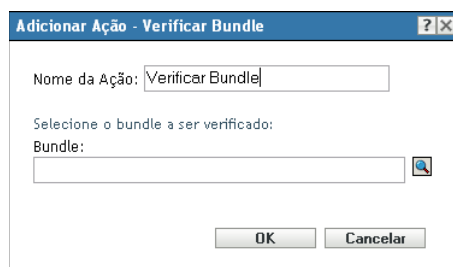 Adicionar Ação - Verificar Bundle
Nome da Ação: Verificar Bundle
Selecione o bundle a ser verificado:
Bundle:
OK Cancelar